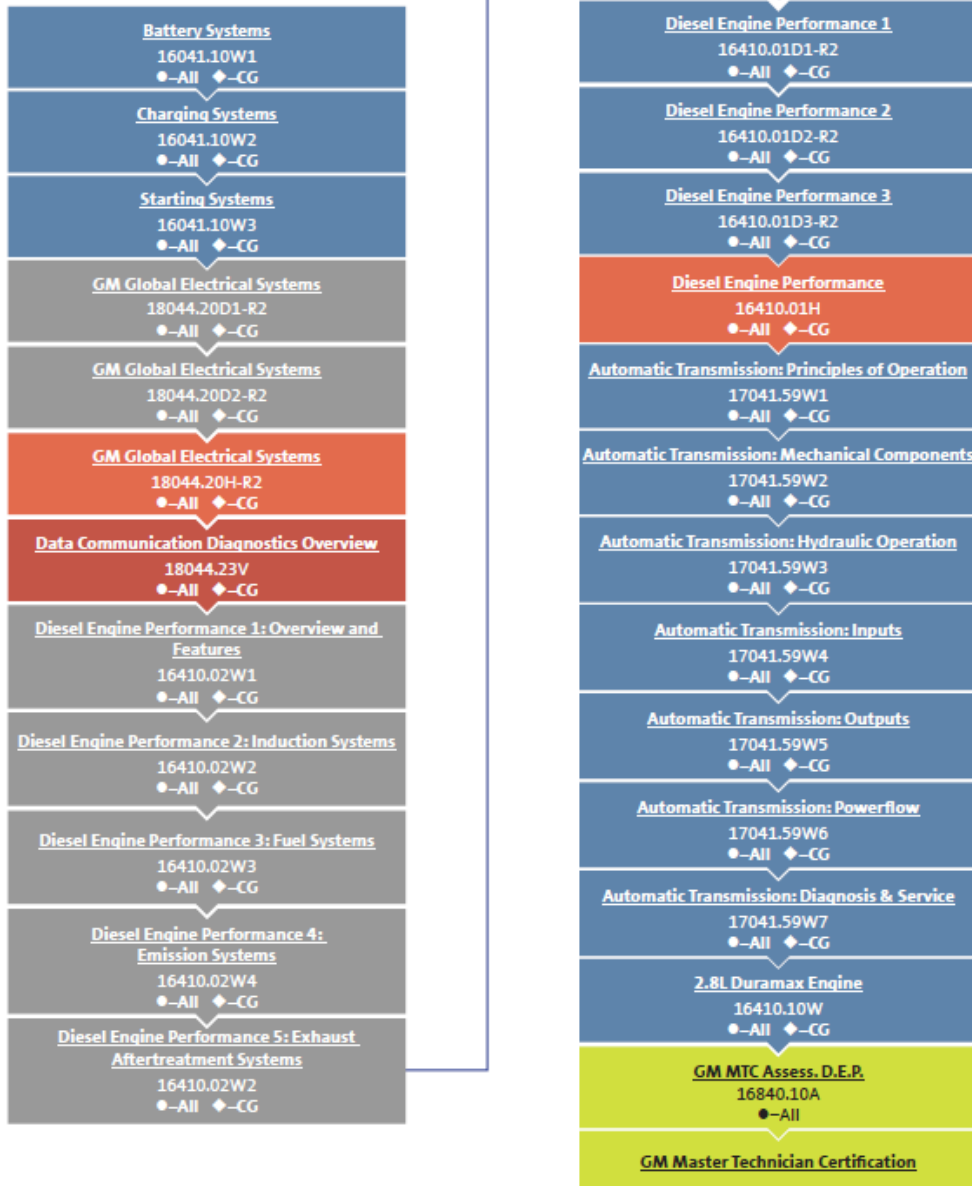 Battery Systems
16041.10W1
●–All ◆–CG
Charging Systems
16041.10W2
●–All ◆–CG
Starting Systems
16041.10W3
●–All ◆–CG
GM Global Electrical Systems
18044.20D1-R2
●–All ◆–CG
GM Global Electrical Systems
18044.20D2-R2
●–All ◆–CG
GM Global Electrical Systems
18044.20H-R2
●–All ◆–CG
Data Communication Diagnostics Overview
18044.23V
●–All ◆–CG
Diesel Engine Performance 1: Overview and
Features
16410.02W1
●–All ◆–CG
Diesel Engine Performance 2: Induction Systems
16410.02W2
●–All ◆–CG
Diesel Engine Performance 3: Fuel Systems
16410.02W3
●–All ◆–CG
Diesel Engine Performance 4:
Emission Systems
16410.02W4
●–All ◆–CG
Diesel Engine Performance 5: Exhaust
Aftertreatment Systems
16410.02W2
●–All ◆–CG
Diesel Engine Performance 1
16410.01D1-R2
●–All ◆–CG
Diesel Engine Performance 2
16410.01D2-R2
●–All ◆–CG
Diesel Engine Performance 3
16410.01D3-R2
●–All ◆–CG
Diesel Engine Performance
16410.01H
●–All ◆–CG
Automatic Transmission: Principles of Operation
17041.59W1
●–All ◆–CG
Automatic Transmission: Mechanical Components
17041.59W2
●–All ◆–CG
Automatic Transmission: Hydraulic Operation
17041.59W3
●–All ◆–CG
Automatic Transmission: Inputs
17041.59W4
●–All ◆–CG
Automatic Transmission: Outputs
17041.59W5
●–All ◆–CG
Automatic Transmission: Powerflow
17041.59W6
●–All ◆–CG
Automatic Transmission: Diagnosis & Service
17041.59W7
●–All ◆–CG
2.8L Duramax Engine
16410.10W
●–All ◆–CG
GM MTC Assess. D.E.P.
16840.10A
●–All
GM Master Technician Certification